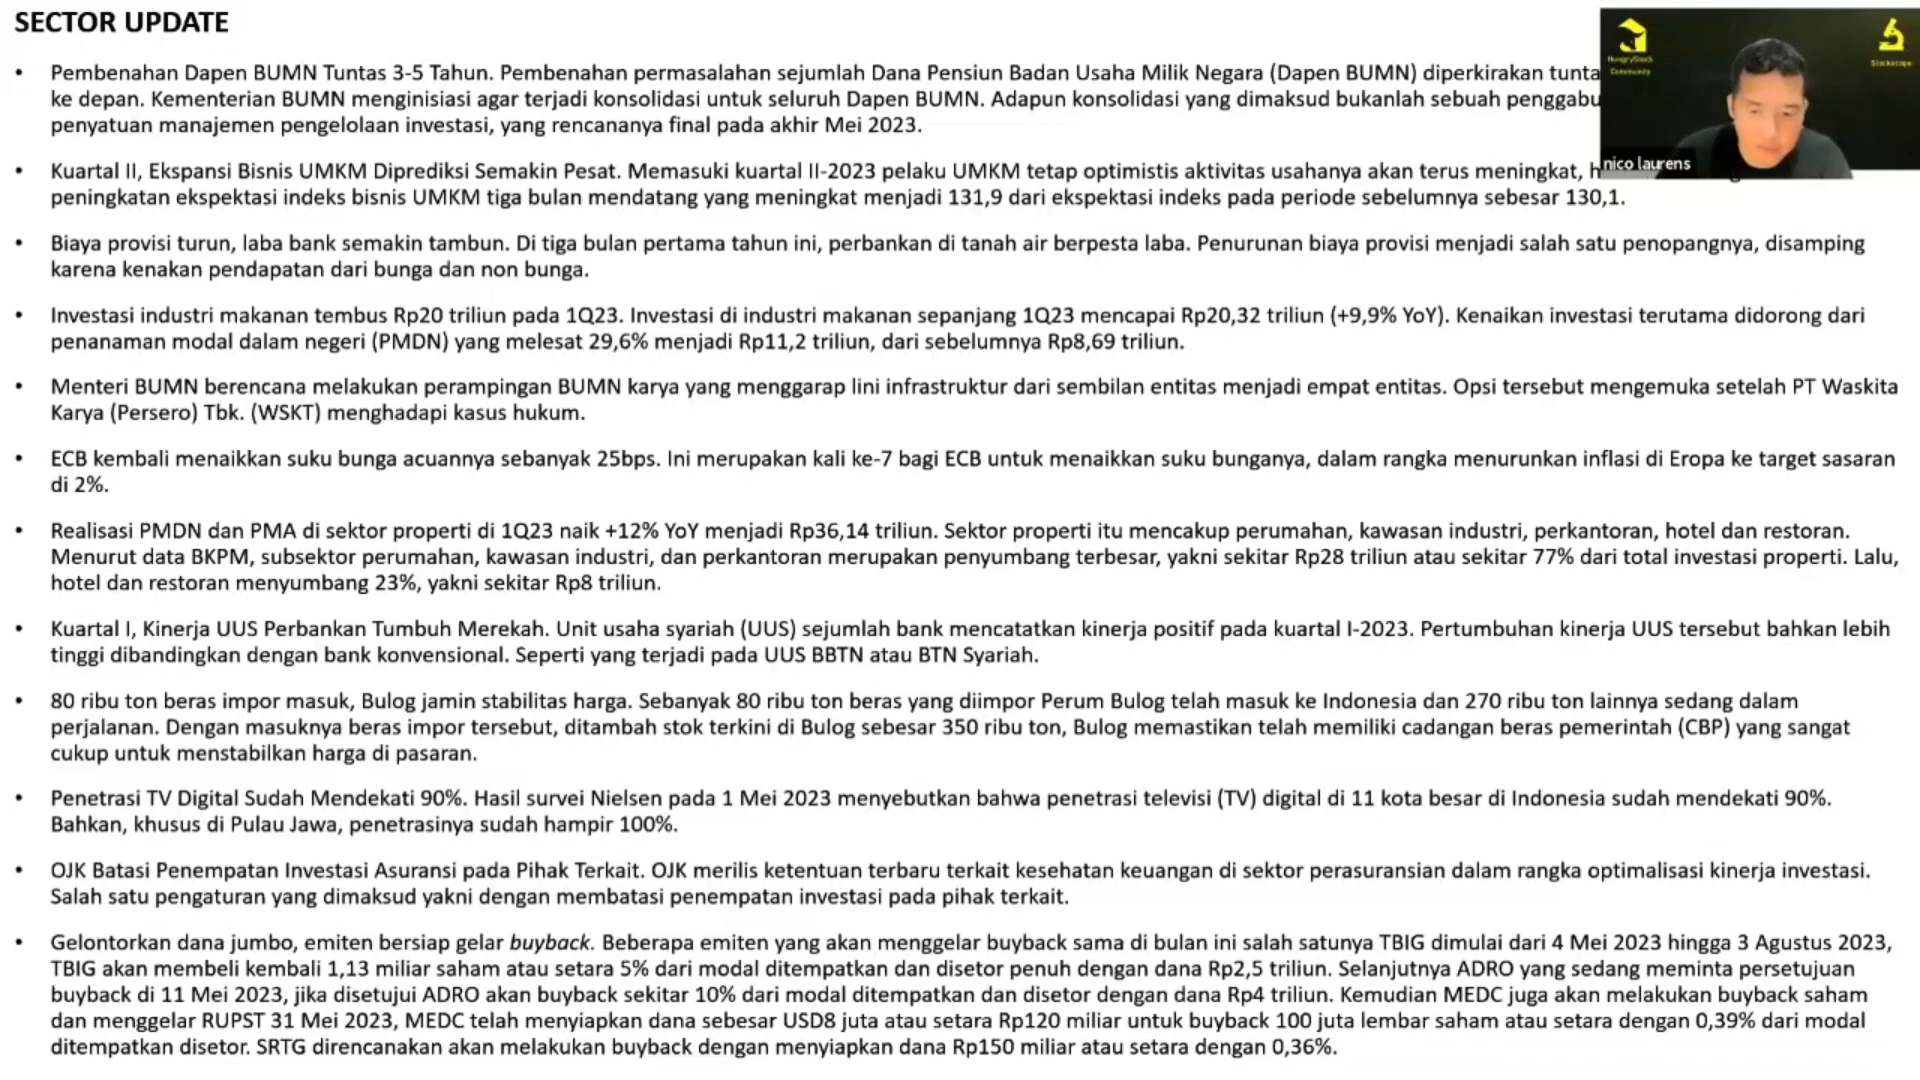 SECTOR UPDATE
• Pembenahan Dapen BUMN Tuntas 3-5 Tahun. Pembenahan permasalahan sejumlah Dana Pensiun Badan Usaha Milik Negara (Dapen BUMN) diperkirakan tunta
ke depan. Kementerian BUMN menginisiasi agar terjadi konsolidasi untuk seluruh Dapen BUMN. Adapun konsolidasi yang dimaksud bukanlah sebuah penggabu
penyatuan manajemen pengelolaan investasi, yang rencananya final pada akhir Mei 2023.
HungryStock
Community
Stockscope
nico laurens
• Kuartal II, Ekspansi Bisnis UMKM Diprediksi Semakin Pesat. Memasuki kuartal II-2023 pelaku UMKM tetap optimistis aktivitas usahanya akan terus meningkat, h
peningkatan ekspektasi indeks bisnis UMKM tiga bulan mendatang yang meningkat menjadi 131,9 dari ekspektasi indeks pada periode sebelumnya sebesar 130,1.
• Biaya provisi turun, laba bank semakin tambun. Di tiga bulan pertama tahun ini, perbankan di tanah air berpesta laba. Penurunan biaya provisi menjadi salah satu penopangnya, disamping
karena kenakan pendapatan dari bunga dan non bunga.
• Investasi industri makanan tembus Rp20 triliun pada 1Q23. Investasi di industri makanan sepanjang 1Q23 mencapai Rp20,32 triliun (+9,9% YoY). Kenaikan investasi terutama didorong dari
penanaman modal dalam negeri (PMDN) yang melesat 29,6% menjadi Rp11,2 triliun, dari sebelumnya Rp8,69 triliun.
• Menteri BUMN berencana melakukan perampingan BUMN karya yang menggarap lini infrastruktur dari sembilan entitas menjadi empat entitas. Opsi tersebut mengemuka setelah PT Waskita
Karya (Persero) Tbk. (WSKT) menghadapi kasus hukum.
• ECB kembali menaikkan suku bunga acuannya sebanyak 25bps. Ini merupakan kali ke-7 bagi ECB untuk menaikkan suku bunganya, dalam rangka menurunkan inflasi di Eropa ke target sasaran
di 2%.
• Realisasi PMDN dan PMA di sektor properti di 1Q23 naik +12% YoY menjadi Rp36,14 triliun. Sektor properti itu mencakup perumahan, kawasan industri, perkantoran, hotel dan restoran.
Menurut data BKPM, subsektor perumahan, kawasan industri, dan perkantoran merupakan penyumbang terbesar, yakni sekitar Rp28 triliun atau sekitar 77% dari total investasi properti. Lalu,
hotel dan restoran menyumbang 23%, yakni sekitar Rp8 triliun.
• Kuartal I, Kinerja UUS Perbankan Tumbuh Merekah. Unit usaha syariah (UUS) sejumlah bank mencatatkan kinerja positif pada kuartal I-2023. Pertumbuhan kinerja UUS tersebut bahkan lebih
tinggi dibandingkan dengan bank konvensional. Seperti yang terjadi pada UUS BBTN atau BTN Syariah.
• 80 ribu ton beras impor masuk, Bulog jamin stabilitas harga. Sebanyak 80 ribu ton beras yang diimpor Perum Bulog telah masuk ke Indonesia dan 270 ribu ton lainnya sedang dalam
perjalanan. Dengan masuknya beras impor tersebut, ditambah stok terkini di Bulog sebesar 350 ribu ton, Bulog memastikan telah memiliki cadangan beras pemerintah (CBP) yang sangat
cukup untuk menstabilkan harga di pasaran.
• Penetrasi TV Digital Sudah Mendekati 90%. Hasil survei Nielsen pada 1 Mei 2023 menyebutkan bahwa penetrasi televisi (TV) digital di 11 kota besar di Indonesia sudah mendekati 90%.
Bahkan, khusus di Pulau Jawa, penetrasinya sudah hampir 100%.
• OJK Batasi Penempatan Investasi Asuransi pada Pihak Terkait. OJK merilis ketentuan terbaru terkait kesehatan keuangan di sektor perasuransian dalam rangka optimalisasi kinerja investasi.
Salah satu pengaturan yang dimaksud yakni dengan membatasi penempatan investasi pada pihak terkait.
• Gelontorkan dana jumbo, emiten bersiap gelar buyback. Beberapa emiten yang akan menggelar buyback sama di bulan ini salah satunya TBIG dimulai dari 4 Mei 2023 hingga 3 Agustus 2023,
TBIG akan membeli kembali 1,13 miliar saham atau setara 5% dari modal ditempatkan dan disetor penuh dengan dana Rp2,5 triliun. Selanjutnya ADRO yang sedang meminta persetujuan
buyback di 11 Mei 2023, jika disetujui ADRO akan buyback sekitar 10% dari modal ditempatkan dan disetor dengan dana Rp4 triliun. Kemudian MEDC juga akan melakukan buyback saham
dan menggelar RUPST 31 Mei 2023, MEDC telah menyiapkan dana sebesar USD8 juta atau setara Rp120 miliar untuk buyback 100 juta lembar saham atau setara dengan 0,39% dari modal
ditempatkan disetor. SRTG direncanakan akan melakukan buyback dengan menyiapkan dana Rp150 miliar atau setara dengan 0,36%.